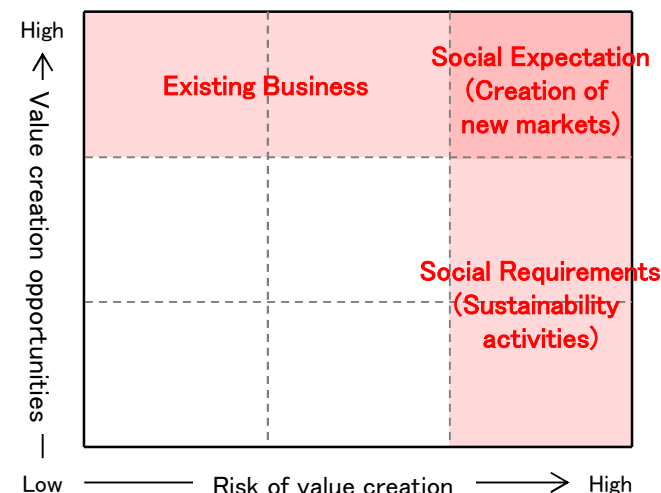 High
Social Expectation
(Creation of
new markets)
Existing Business
Value creation opportunities
Social Requirements
(Sustainability
activities)
Low
Risk of value creation
High